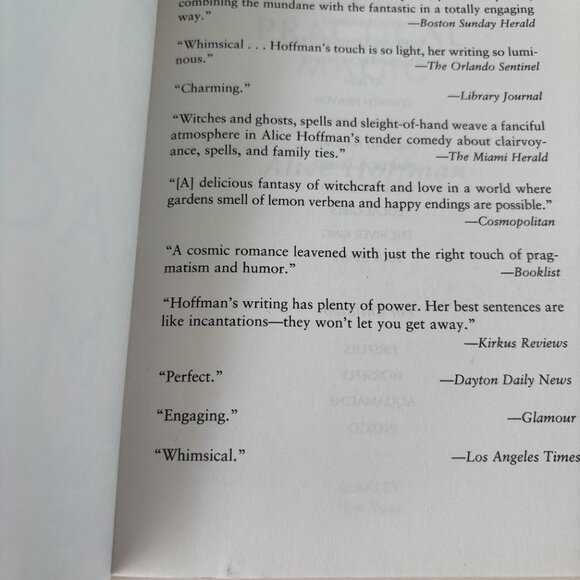 combining the mundane with the fantastic in a totally engaging
way.” —Boston Sunday Herald
“Whimsical . . . Hoffman’s touch is so light, her writing so lumi-
nous.” —The Orlando Sentinel
“Charming.” —Library Journal
“Witches and ghosts, spells and sleight-of-hand weave a fanciful
atmosphere in Alice Hoffman’s tender comedy about clairvoy-
ance, spells, and family ties.” —The Miami Herald
“[A] delicious fantasy of witchcraft and love in a world where
gardens smell of lemon verbena and happy endings are possible.”
—Cosmopolitan
“A cosmic romance leavened with just the right touch of prag-
matism and humor.” —Booklist
“Hoffman’s writing has plenty of power. Her best sentences are
like incantations—they won’t let you get away.”
—Kirkus Reviews
“Perfect.” —Dayton Daily News
“Engaging.” —Glamour
“Whimsical.” —Los Angeles Times